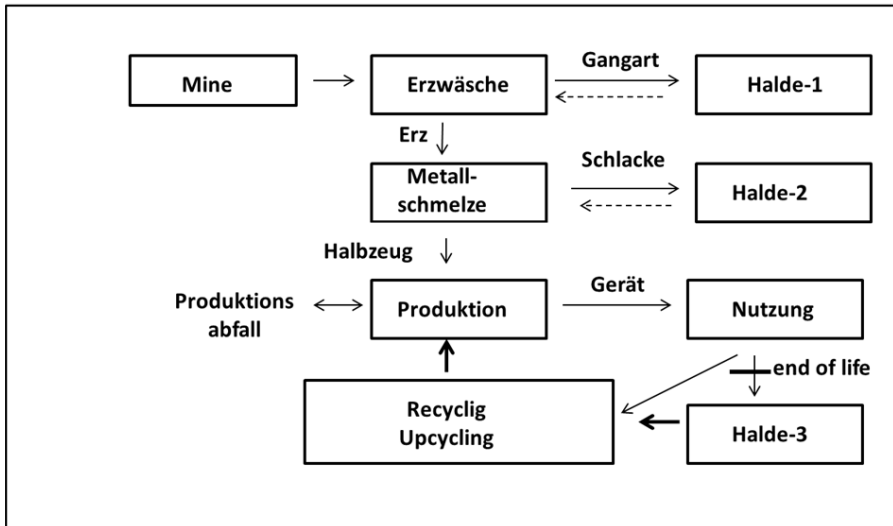 Mine
Erzwäsche
Gangart
Halde-1
Erz
Metall-
schmelze
Schlacke
Halde-2
Halbzeug
Produktions
abfall
Produktion
Gerät
Nutzung
end of life
Recyclig
Upcycling
Halde-3